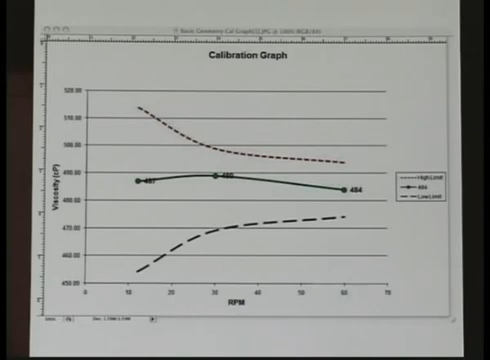 Calibration Graph
520.00
510.00
500.00
490.00
480.00
470.00
460.00
450.00
Viscosity (cP)
487
489
484
0 10 20 30 40 50 60 70
RPM
High Limit
484
Low Limit